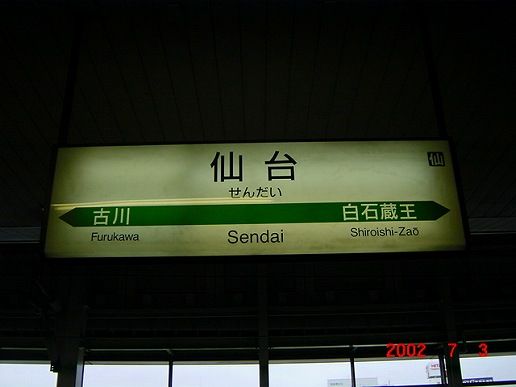 仙台
仙
せんだい
古川
白石蔵王
Furukawa
Sendai
Shiroishi-Zaō
2002 7 3